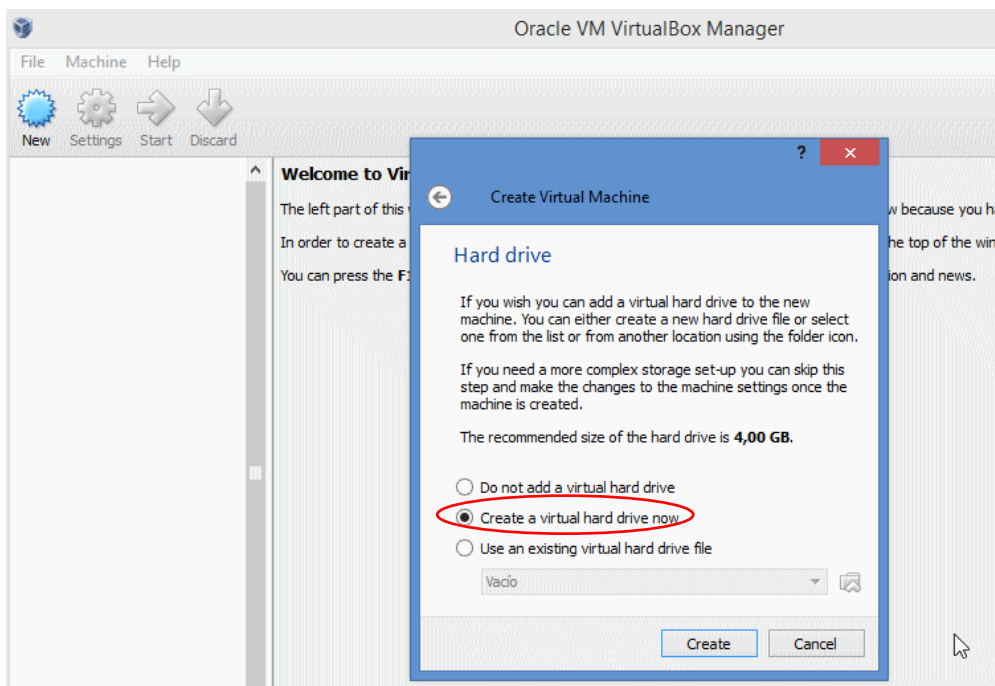 Oracle VM VirtualBox Manager
File Machine Help
New Settings Start Discard
Welcome to Vir
The left part of this
w because you h
In order to create a
he top of the win
You can press the F1
ion and news.
?
Create Virtual Machine
Hard drive
If you wish you can add a virtual hard drive to the new
machine. You can either create a new hard drive file or select
one from the list or from another location using the folder icon.
If you need a more complex storage set-up you can skip this
step and make the changes to the machine settings once the
machine is created.
The recommended size of the hard drive is 4,00 GB.
Do not add a virtual hard drive
Create a virtual hard drive now
Use an existing virtual hard drive file
Vacío
Create Cancel